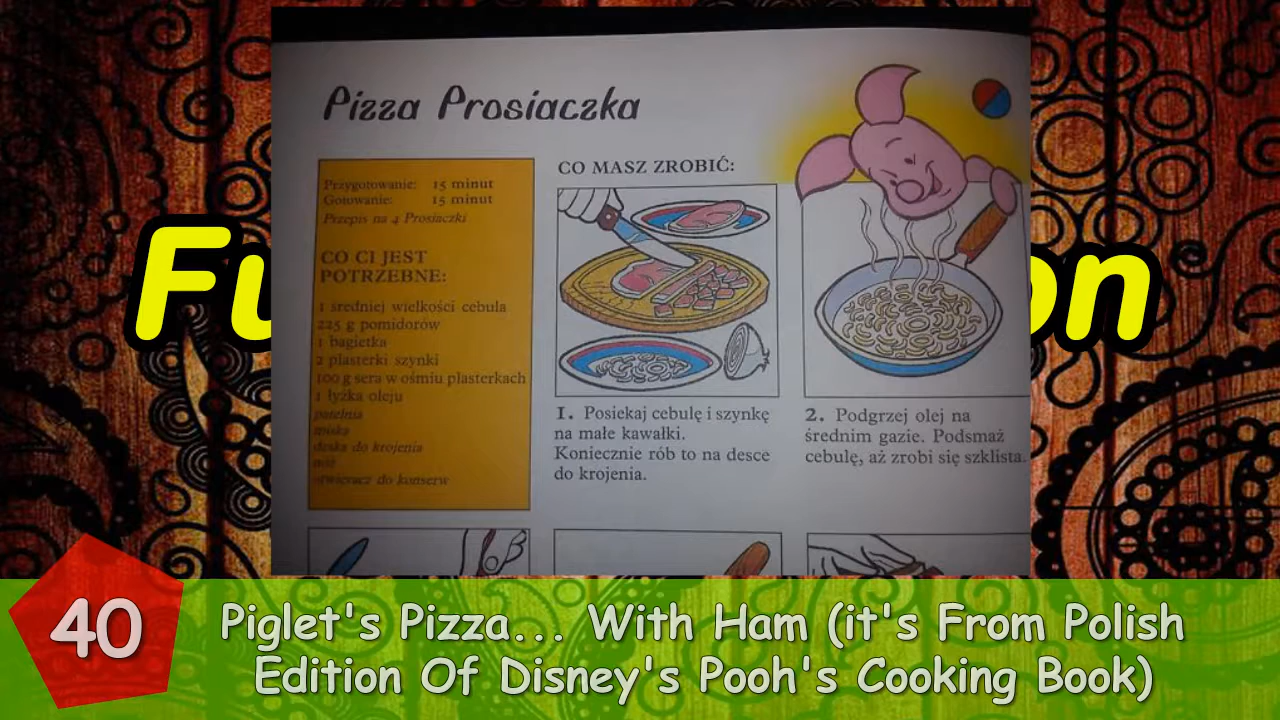 Fu
on
Pizza Prosiaczka
Przygotowanie: 15 minut
Gotowanie: 15 minut
Przepis na 4 Prosiaczki
CO CI JEST
POTRZEBNE:
1 średniej wielkości cebula
225 g pomidorów
1 bagietka
2 plasterki szynki
100 g sera w ośmiu plasterkach
1 łyżka oleju
patelnia
miska
deska do krojenia
nóż
otwieracz do konserw
CO MASZ ZROBIĆ:
1. Posiekaj cebulę i szynkę
na małe kawałki.
Koniecznie rób to na desce
do krojenia.
2. Podgrzej olej na
średnim gazie. Podsmaż
cebulę, aż zrobi się szklista.
40
Piglet's Pizza... With Ham (it's From Polish
Edition Of Disney's Pooh's Cooking Book)